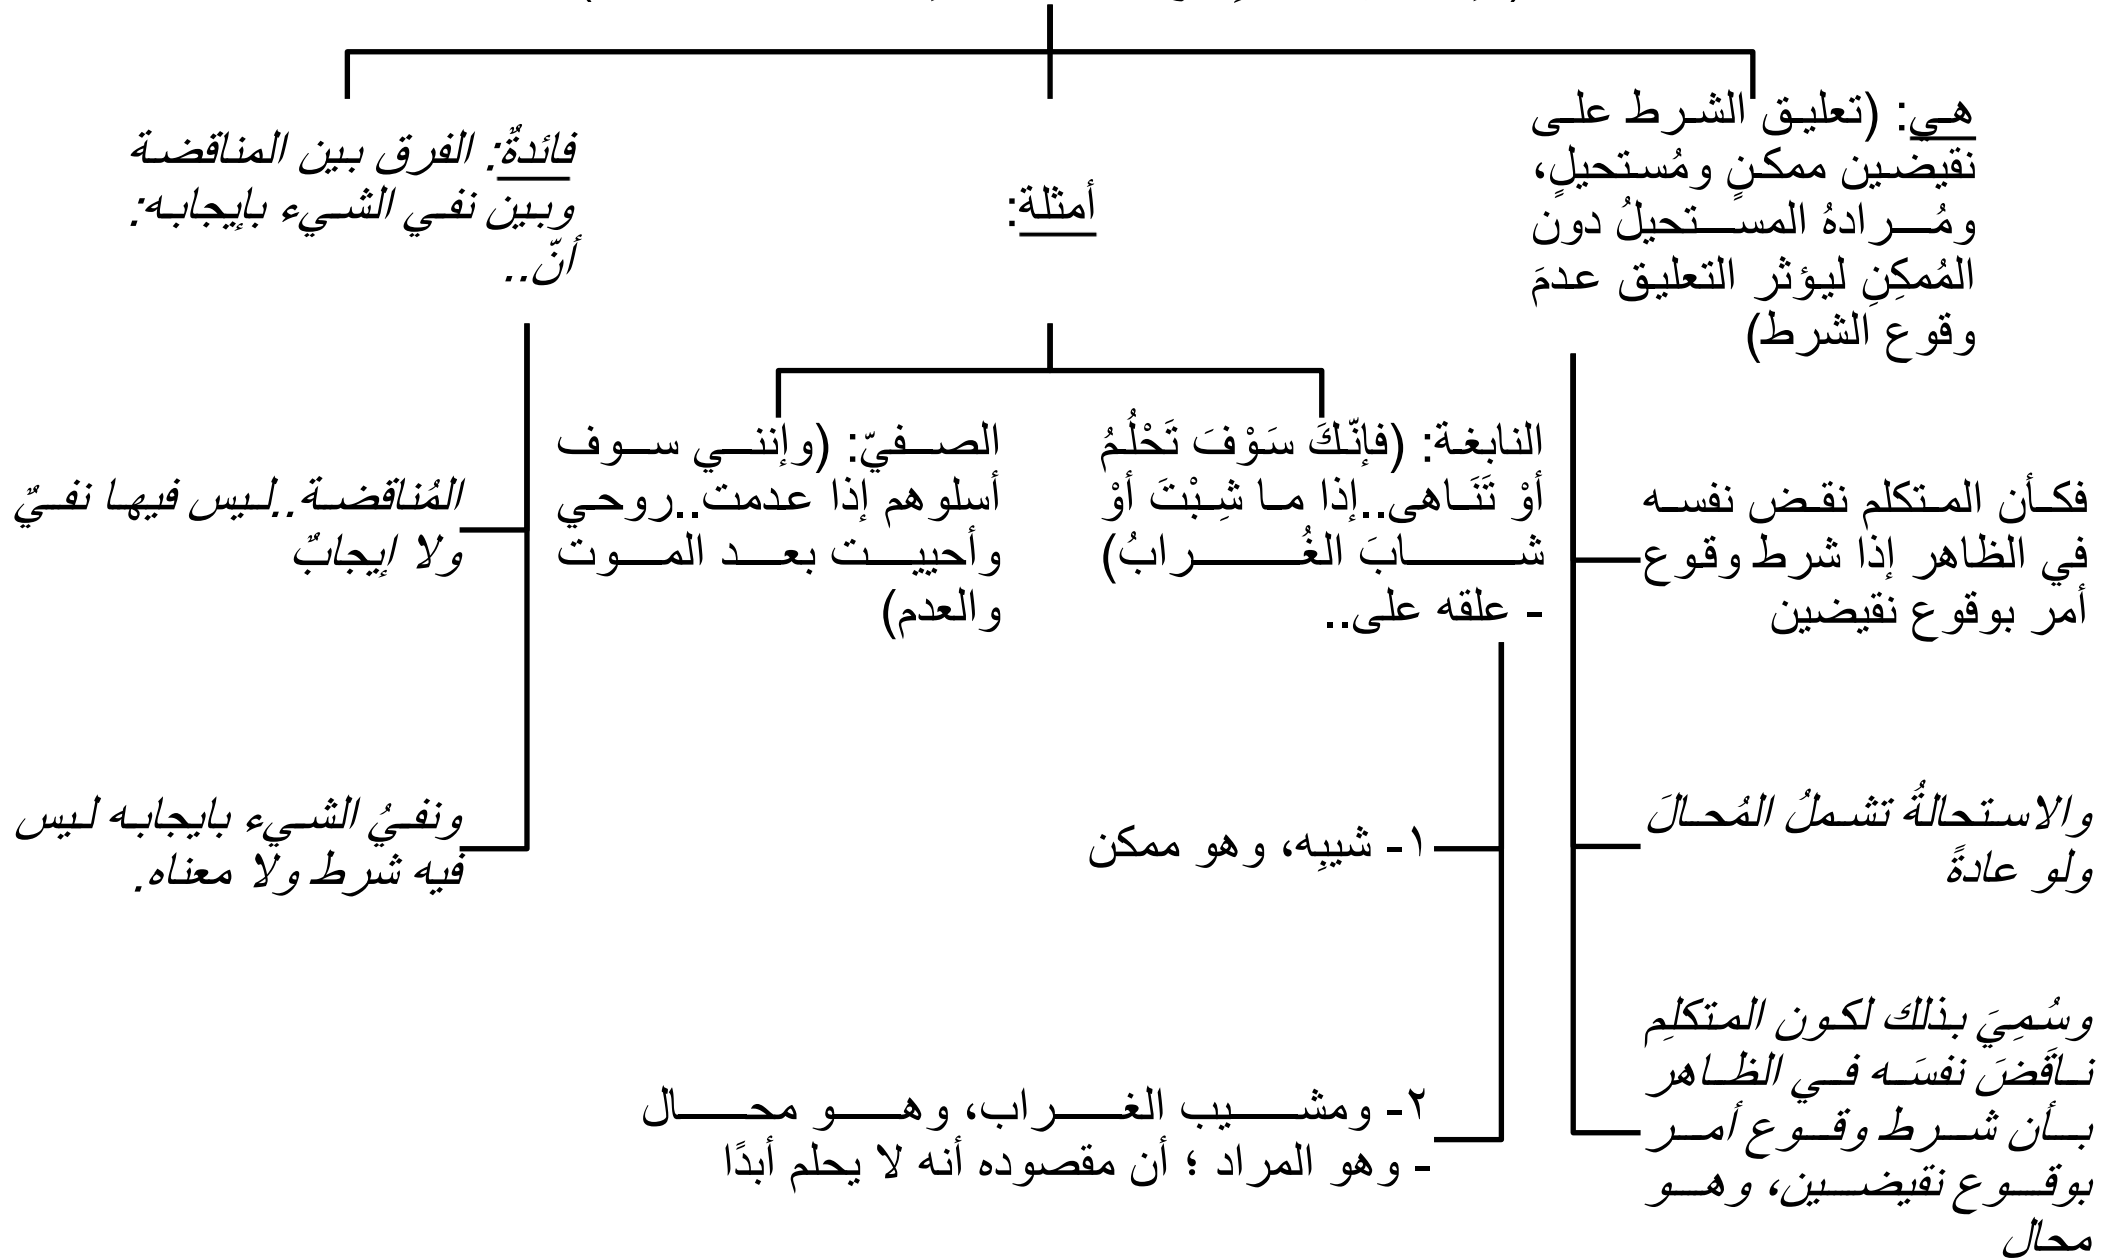 هي: (تعليق الشرط على
نقيضين ممكنٍ ومُستحيلٍ،
ومُرادهُ المستحيلُ دون
المُمكِنِ ليؤثر التعليق عدمَ
وقوع الشرط)
فكأن المتكلم نقض نفسه
في الظاهر إذا شرط وقوع
أمر بوقوع نقيضين
والاستحالةُ تشملُ المُحالَ
ولو عادةً
وسُمِيَ بذلك لكون المتكلِم
ناقَضَ نفسَه في الظاهر
بأن شرط وقوع أمر
بوقوع نقيضين، وهو
محال
أمثلة:
النابغة: (فإنّكَ سَوْفَ تَحْلُمُ
أوْ تَنَاهى..إذا ما شِبْتَ أوْ
شابَ الغُرابُ)
- علقه على..
١- شيبِه، وهو ممكن
٢- ومشيب الغراب، وهو محال
- وهو المراد ؛ أن مقصوده أنه لا يحلم أبدًا
الصفيّ: (وإنني سوف
أسلوهم إذا عدمت..روحي
وأحييت بعد الموت
والعدم)
فائدةٌ: الفرق بين المناقضة
وبين نفي الشيء بإيجابه:
أنّ..
المُناقضة..ليس فيها نفيٌ
ولا إيجابٌ
ونفيُ الشيء بايجابه ليس
فيه شرط ولا معناه.